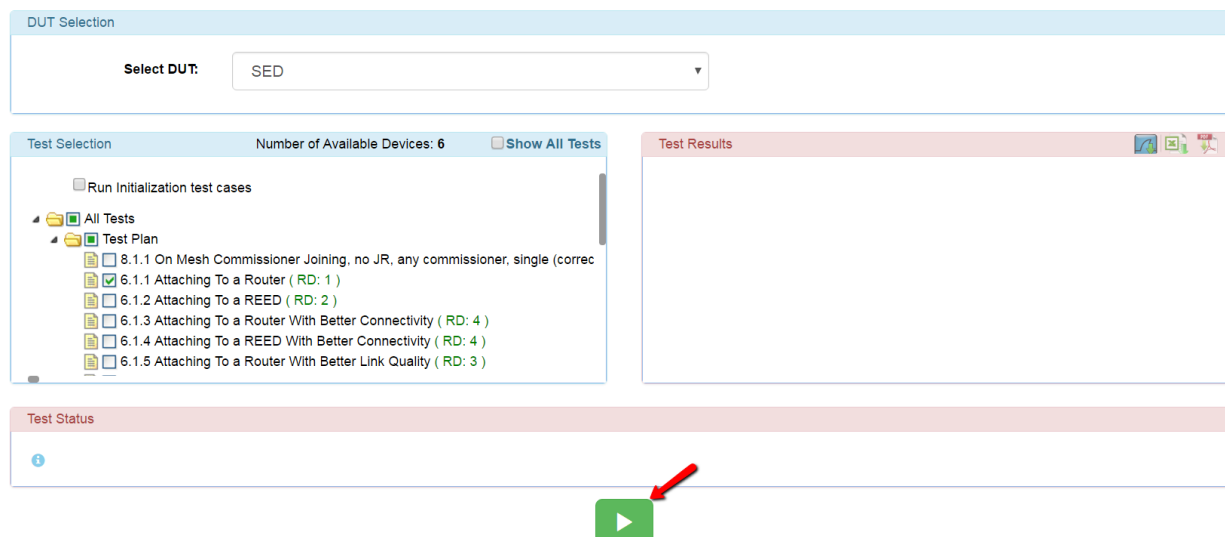 DUT Selection
Select DUT:
SED
Test Selection
Number of Available Devices: 6
Show All Tests
Run Initialization test cases
All Tests
Test Plan
8.1.1 On Mesh Commissioner Joining, no JR, any commissioner, single (correc
6.1.1 Attaching To a Router ( RD: 1 )
6.1.2 Attaching To a REED ( RD: 2 )
6.1.3 Attaching To a Router With Better Connectivity ( RD: 4 )
6.1.4 Attaching To a REED With Better Connectivity ( RD: 4 )
6.1.5 Attaching To a Router With Better Link Quality ( RD: 3 )
Test Results
PDF
Test Status